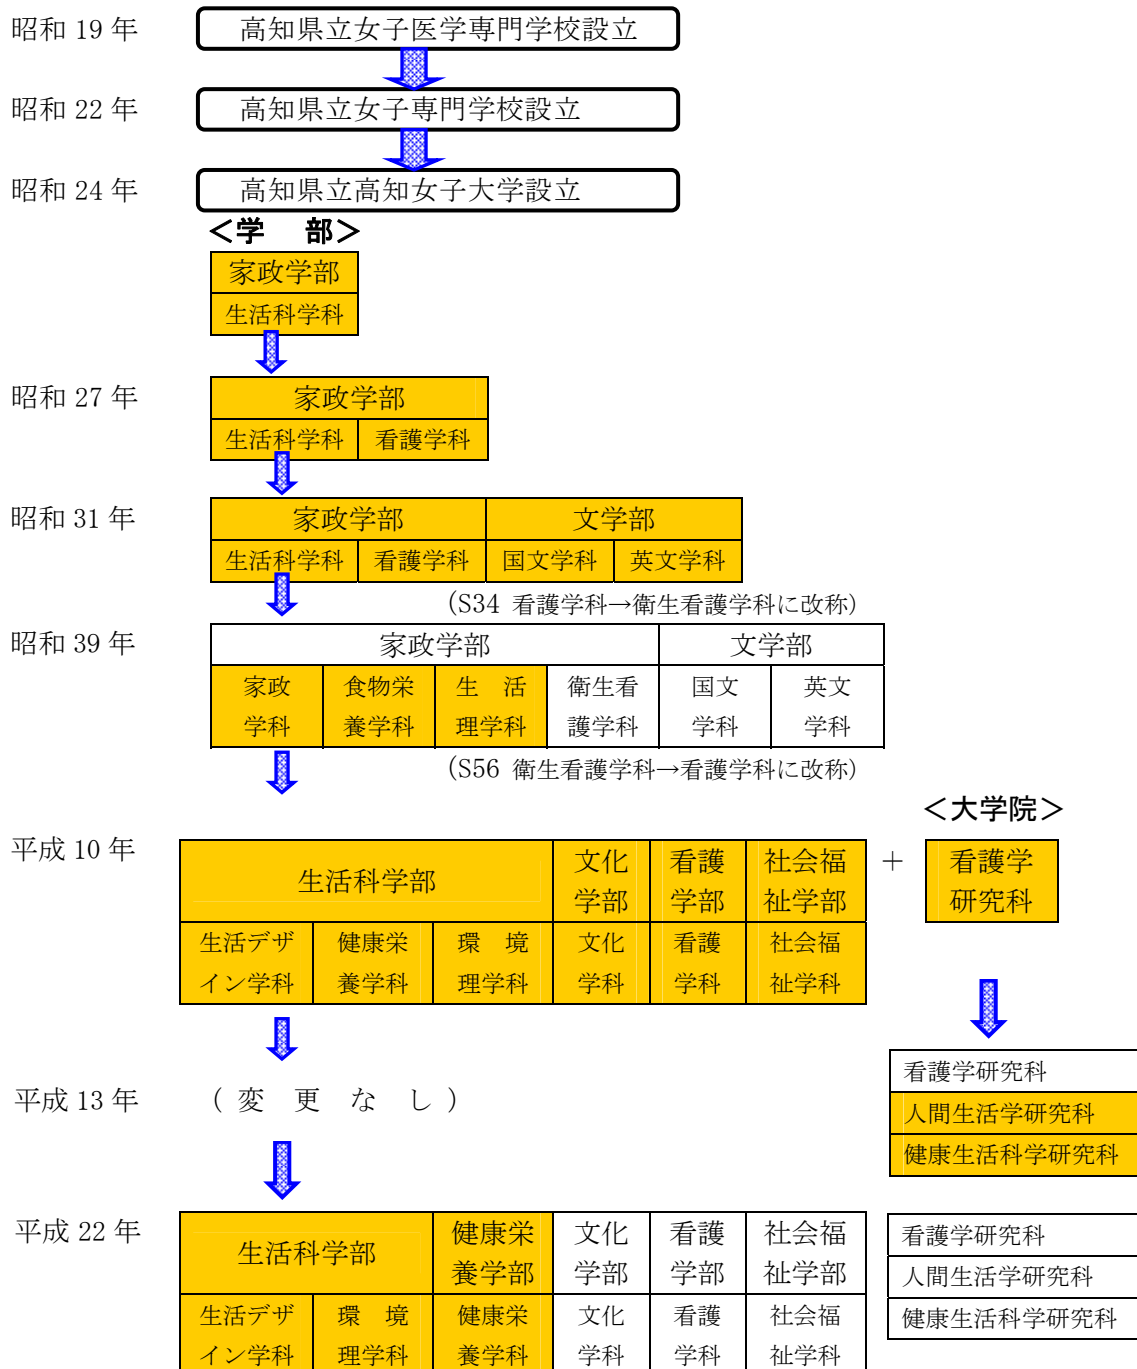 昭和 19 年
高知県立女子医学専門学校設立
昭和 22 年
高知県立女子専門学校設立
昭和 24 年
高知県立高知女子大学設立
＜学 部＞
家政学部
生活科学科
昭和 27 年
家政学部
生活科学科 看護学科
昭和 31 年
家政学部 文学部
生活科学科 看護学科 国文学科 英文学科
（S34 看護学科→衛生看護学科に改称）
昭和 39 年
家政学部 文学部
家政 食物栄 生 活 衛生看 国文 英文
学科 養学科 理学科 護学科 学科 学科
（S56 衛生看護学科→看護学科に改称）
＜大学院＞
平成 10 年
生活科学部
文化 看護 社会福 ＋ 看護学
学部 学部 祉学部 研究科
生活デザ 健康栄 環 境 文化 看護 社会福
イン学科 養学科 理学科 学科 学科 祉学科
看護学研究科
平成 13 年 （ 変 更 な し ）
人間生活学研究科
健康生活科学研究科
平成 22 年
生活科学部
健康栄 文化 看護 社会福
養学部 学部 学部 祉学部
生活デザ 環 境 健康栄 文化 看護 社会福
イン学科 理学科 養学科 学科 学科 祉学科
看護学研究科
人間生活学研究科
健康生活科学研究科